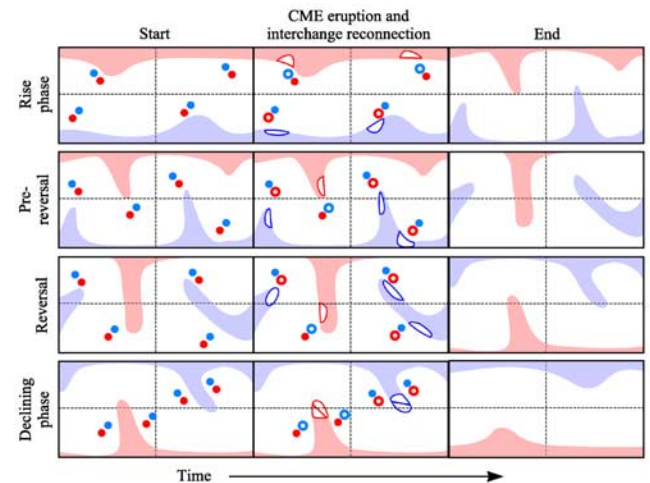 CME eruption and
Start
interchange reconnection
End
Rise
phase
Pre-
reversal
Reversal
Declining
phase
Time